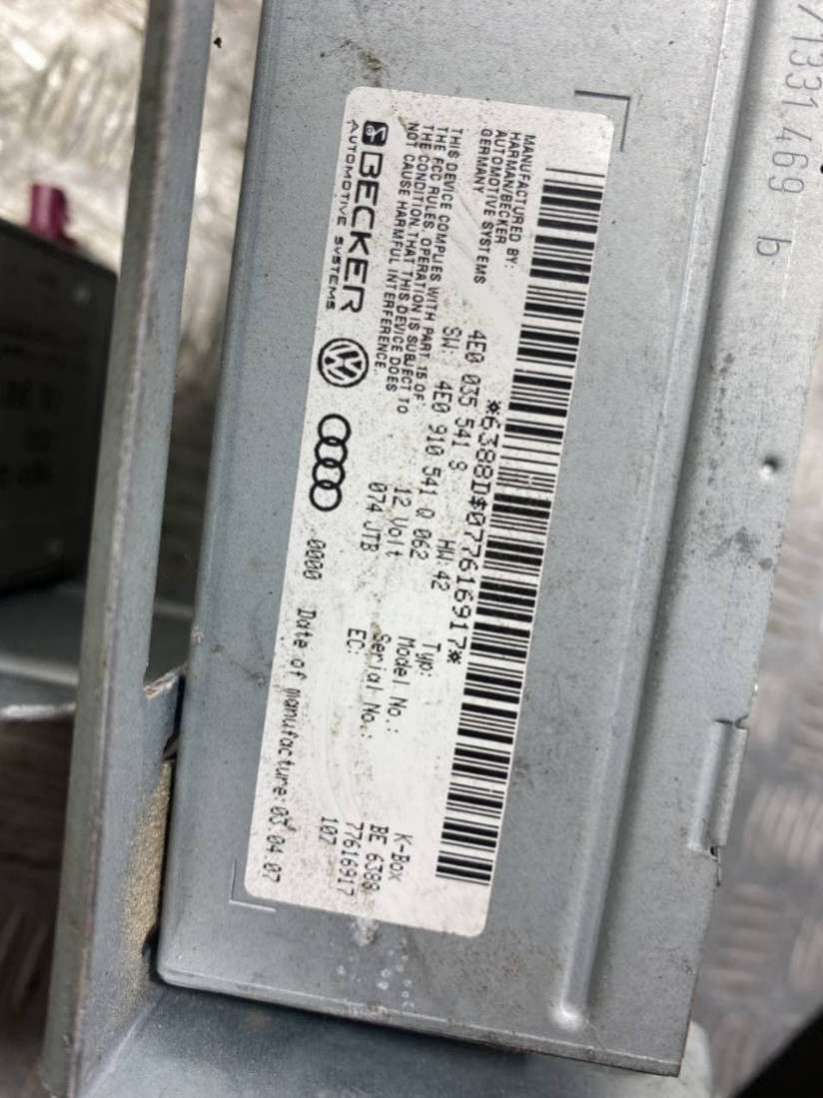 BECKER
AUTOMOTIVE SYSTEMS
MANUFACTURED BY:
HARMAN/BECKER
AUTOMOTIVE SYSTEMS
GERMANY
THIS DEVICE COMPLIES WITH PART 15 OF
THE FCC RULES. OPERATION IS SUBJECT TO
THE CONDITION THAT THIS DEVICE DOES
NOT CAUSE HARMFUL INTERFERENCE.
*6388D$077616917*
4E0 035 541 S HW:42
SW: 4E0 910 541 Q 062
12 Volt
074 JTB
Typ: K-Box
Model No.: BE 6388
Serial No.: 77616917
EC: 107
0000 Date of manufacture:03.04.07
1331469 b